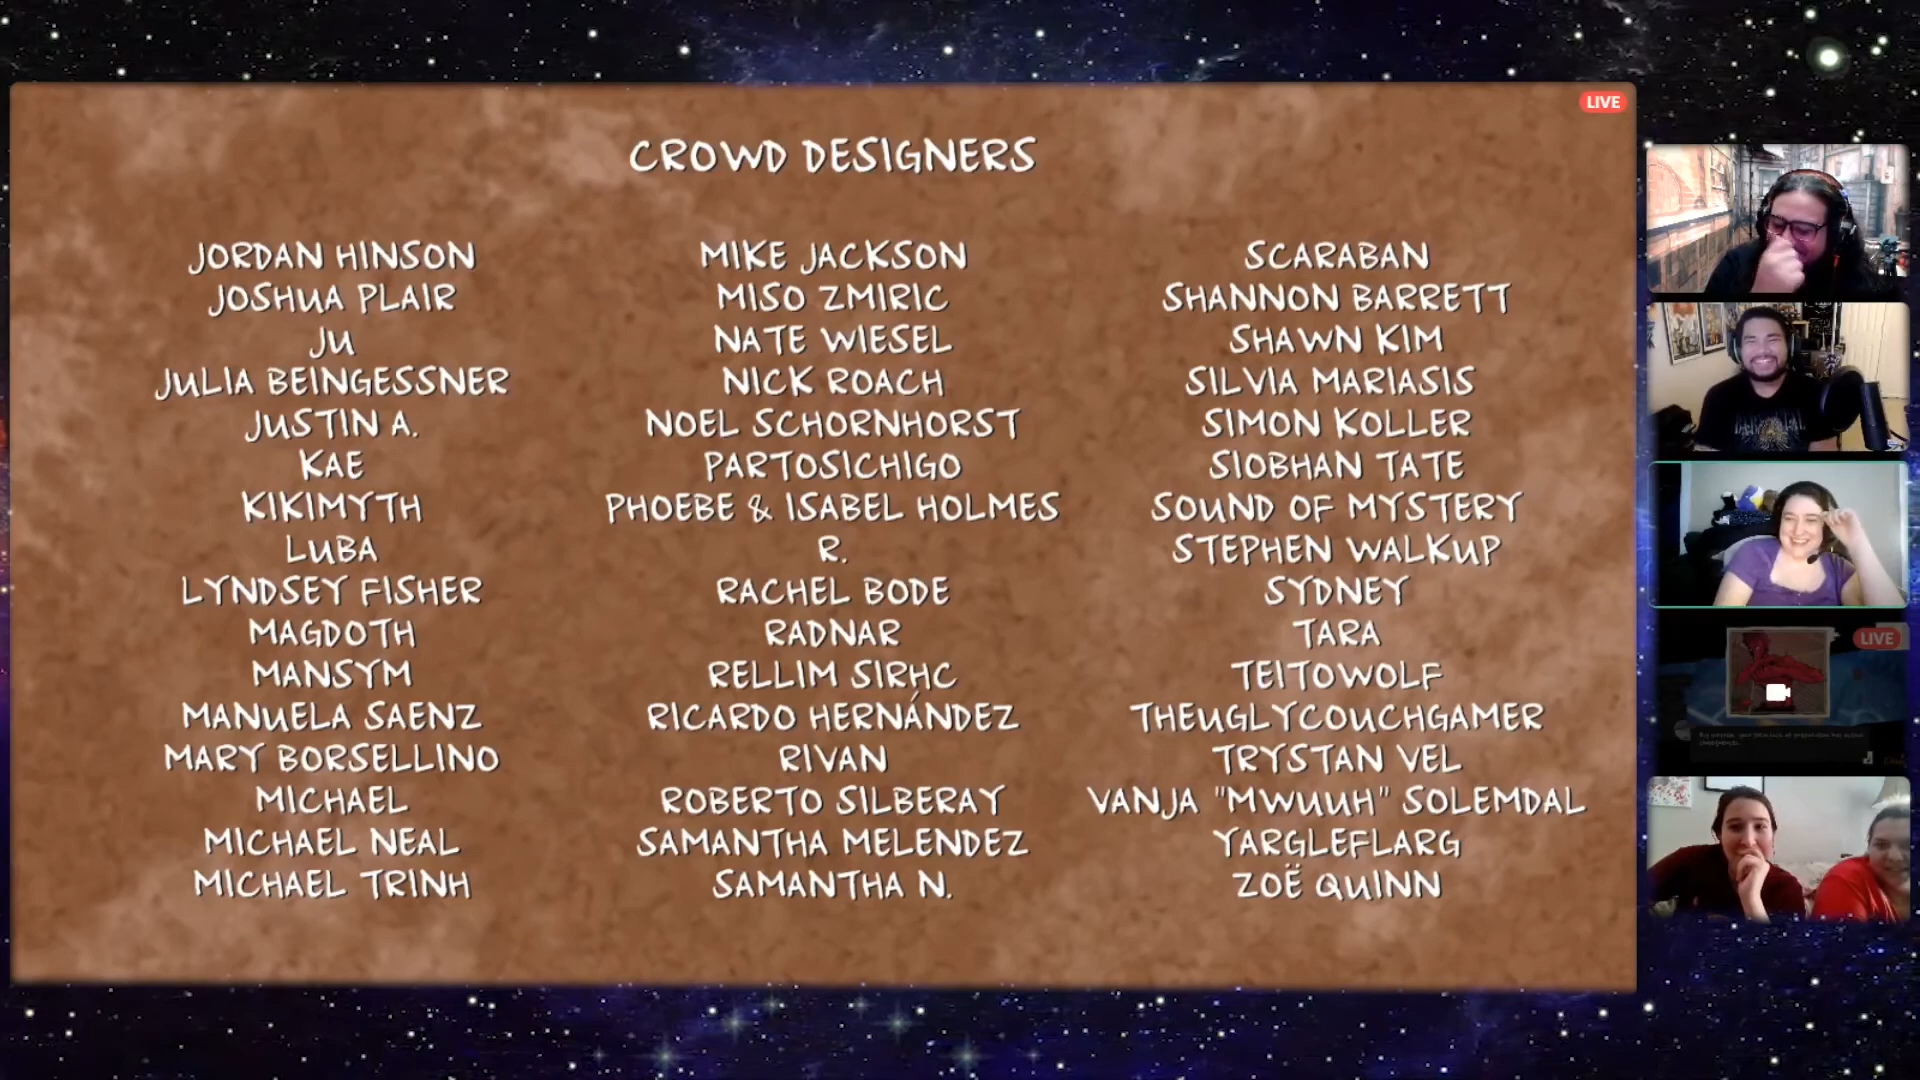 LIVE
CROWD DESIGNERS
JORDAN HINSON
JOSHUA PLAIR
JU
JULIA BEINGESSNER
JUSTIN A.
KAE
KIKIMYTH
LUBA
LYNDSEY FISHER
MAGDOTH
MANSYM
MANUELA SAENZ
MARY BORSELLINO
MICHAEL
MICHAEL NEAL
MICHAEL TRINH
MIKE JACKSON
MISO ZMIRIC
NATE WIESEL
NICK ROACH
NOEL SCHORNHORST
PARTOSICHIGO
PHOEBE & ISABEL HOLMES
R.
RACHEL BODE
RADNAR
RELLIM SIRHC
RICARDO HERNÁNDEZ
RIVAN
ROBERTO SILBERAY
SAMANTHA MELENDEZ
SAMANTHA N.
SCARABAN
SHANNON BARRETT
SHAWN KIM
SILVIA MARIASIS
SIMON KOLLER
SIOBHAN TATE
SOUND OF MYSTERY
STEPHEN WALKUP
SYDNEY
TARA
TEITOWOLF
THEUGLYCOUCHGAMER
TRYSTAN VEL
VANJA "MWUUH" SOLEMDAL
YARGLEFLARG
ZOË QUINN
LIVE